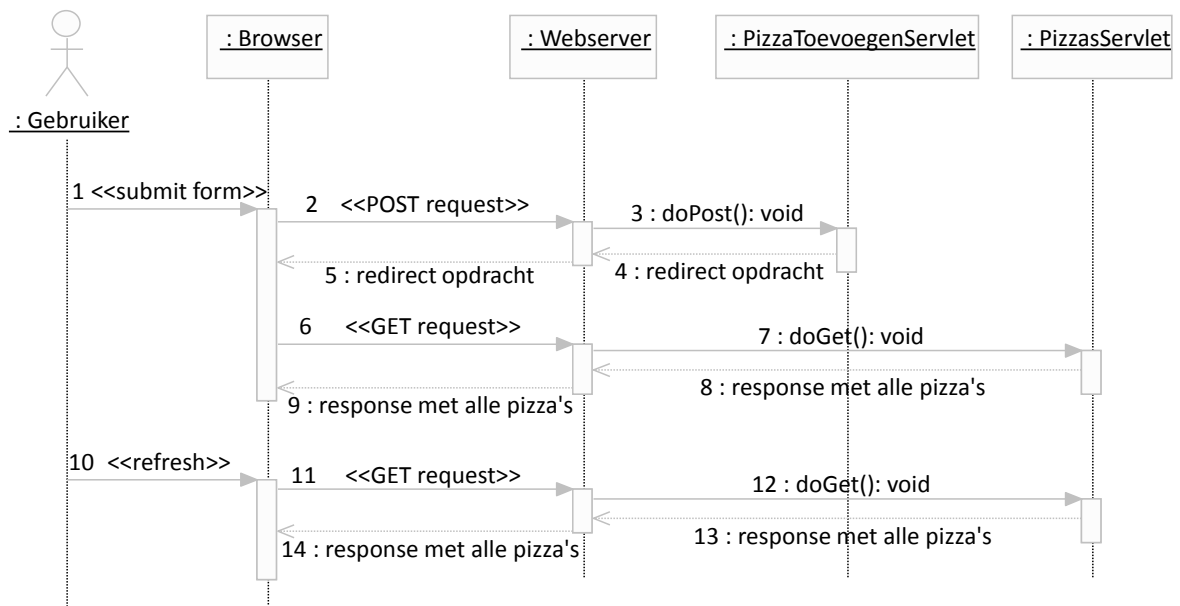 : Browser
: Webserver
: PizzaToevoegenServlet
: PizzasServlet
: Gebruiker
1 <<submit form>>
2 <<POST request>>
3 : doPost(): void
4 : redirect opdracht
5 : redirect opdracht
6 <<GET request>>
7 : doGet(): void
8 : response met alle pizza's
9 : response met alle pizza's
10 <<refresh>>
11 <<GET request>>
12 : doGet(): void
13 : response met alle pizza's
14 : response met alle pizza's